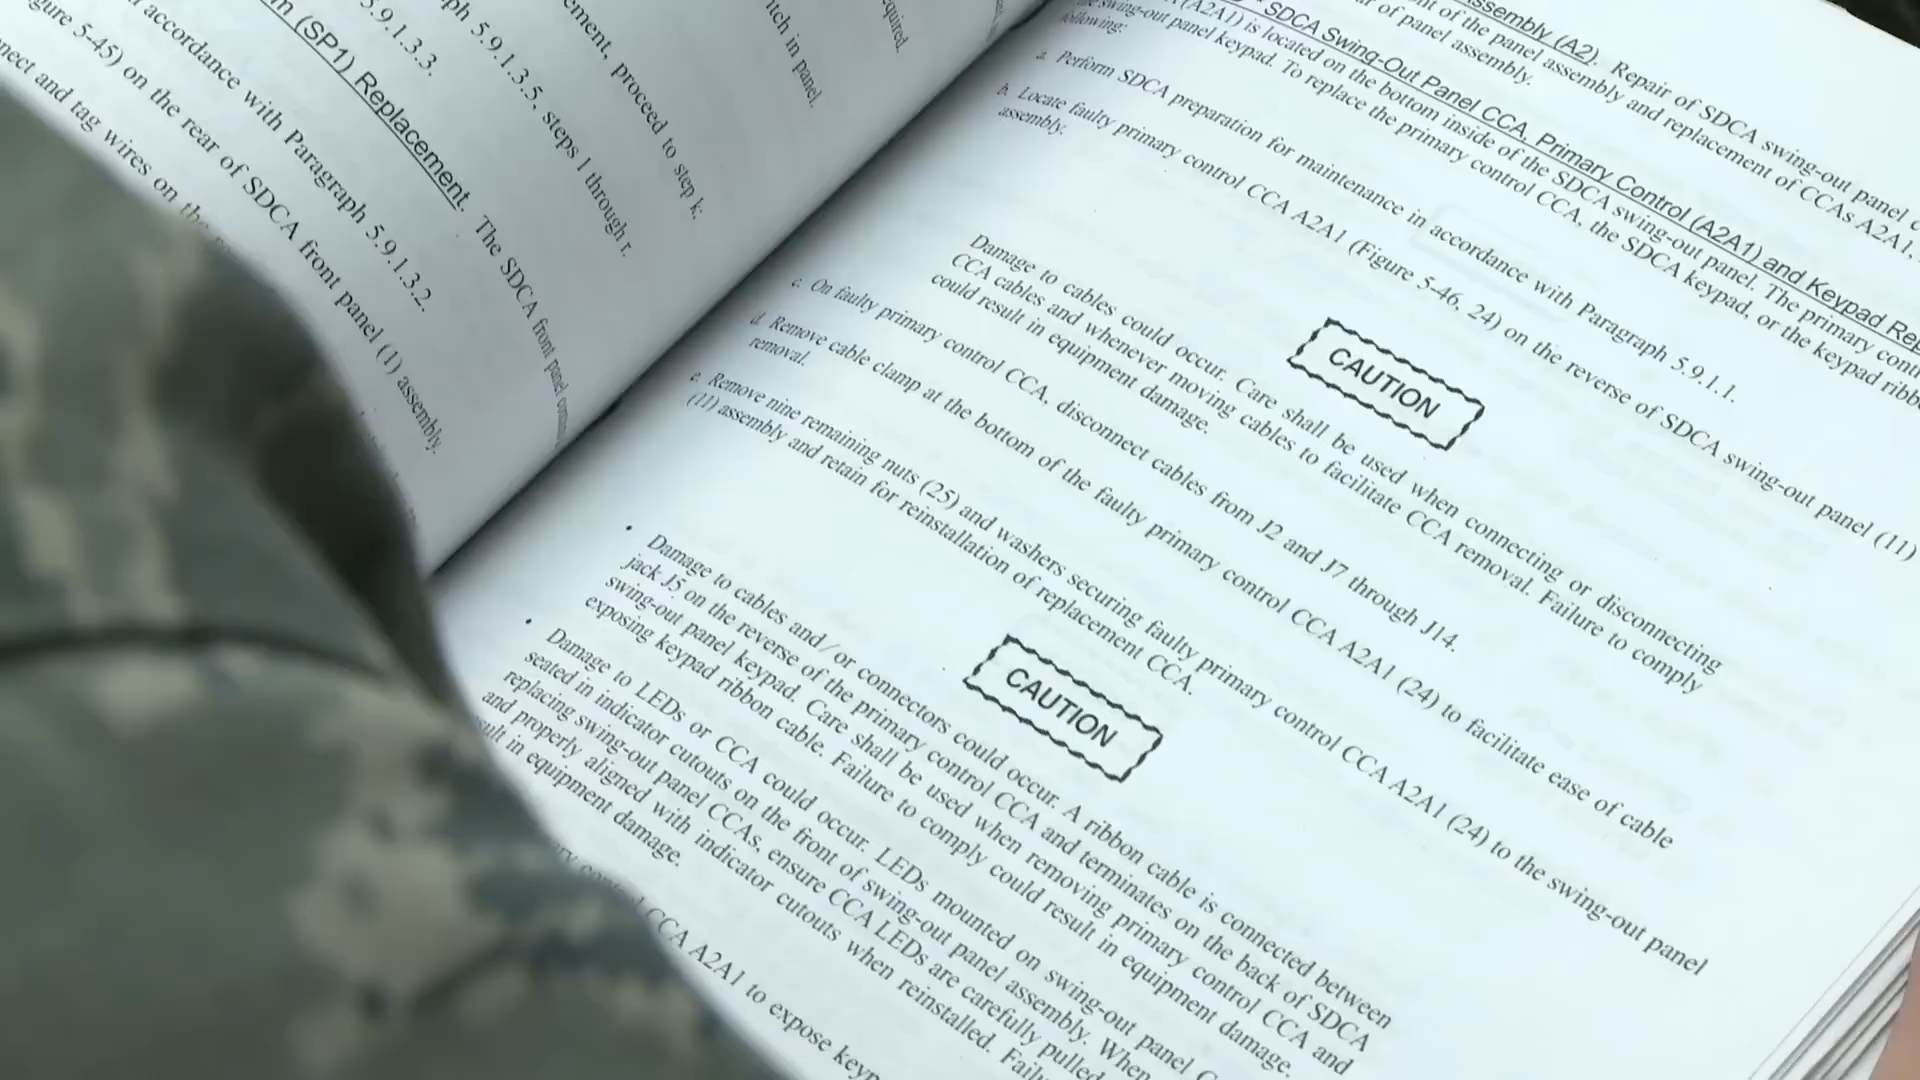 equired.
itch in panel.
ement, proceed to step k.
ph 5.9.1.3.5, steps 1 through r.
5.9.1.3.3.
(SP1) Replacement. The SDCA front panel
accordance with Paragraph 5.9.1.3.2.
gure 5-45) on the rear of SDCA front panel (1) assembly.
nect and tag wires on
Assembly (A2). Repair of SDCA swing-out panel
nt of the panel assembly and replacement of CCAs A2A1,
r of panel assembly.
SDCA Swing-Out Panel CCA, Primary Control (A2A1) and Keypad Rep
(A2A1) is located on the bottom inside of the SDCA swing-out panel. The primary cont
swing-out panel keypad. To replace the primary control CCA, the SDCA keypad, or the keypad ribb
following:
a. Perform SDCA preparation for maintenance in accordance with Paragraph 5.9.1.1.
b. Locate faulty primary control CCA A2A1 (Figure 5-46, 24) on the reverse of SDCA swing-out panel (11)
assembly.
CAUTION
Damage to cables could occur. Care shall be used when connecting or disconnecting
CCA cables and whenever moving cables to facilitate CCA removal. Failure to comply
could result in equipment damage.
c. On faulty primary control CCA, disconnect cables from J2 and J7 through J14.
d. Remove cable clamp at the bottom of the faulty primary control CCA A2A1 (24) to facilitate ease of cable
removal.
e. Remove nine remaining nuts (25) and washers securing faulty primary control CCA A2A1 (24) to the swing-out panel
(11) assembly and retain for reinstallation of replacement CCA.
CAUTION
• Damage to cables and/or connectors could occur. A ribbon cable is connected between
jack J5 on the reverse of the primary control CCA and terminates on the back of SDCA
swing-out panel keypad. Care shall be used when removing primary control CCA and
exposing keypad ribbon cable. Failure to comply could result in equipment damage.
• Damage to LEDs or CCA could occur. LEDs mounted on swing-out panel C
seated in indicator cutouts on the front of swing-out panel assembly. When
replacing swing-out panel CCAs, ensure CCA LEDs are carefully pulled
and properly aligned with indicator cutouts when reinstalled. Failu
sult in equipment damage.
CCA A2A1 to expose keyp